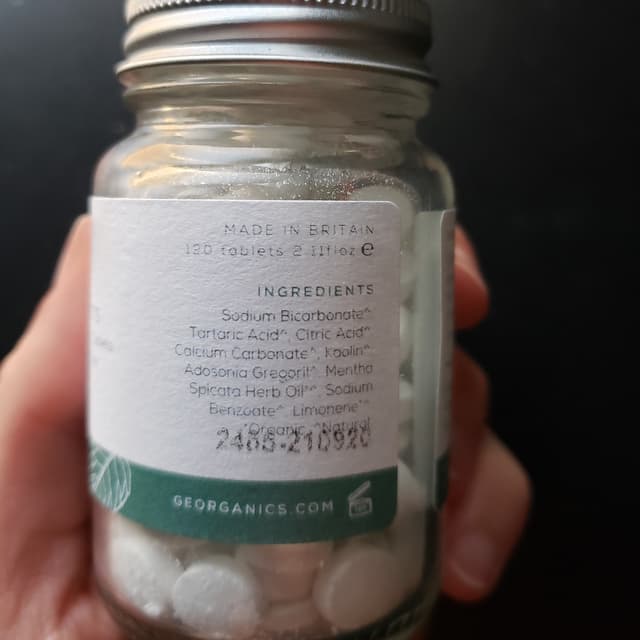 MADE IN BRITAIN
120 tablets 2.11floz ℮
INGREDIENTS
Sodium Bicarbonate^
Tartaric Acid^, Citric Acid^
Calcium Carbonate^, Kaolin^
Adosonia Gregorii^, Mentha
Spicata Herb Oil*^, Sodium
Benzoate^ Limonene*^
*Organic ^Natural
2468-210920
GEORGANICS.COM